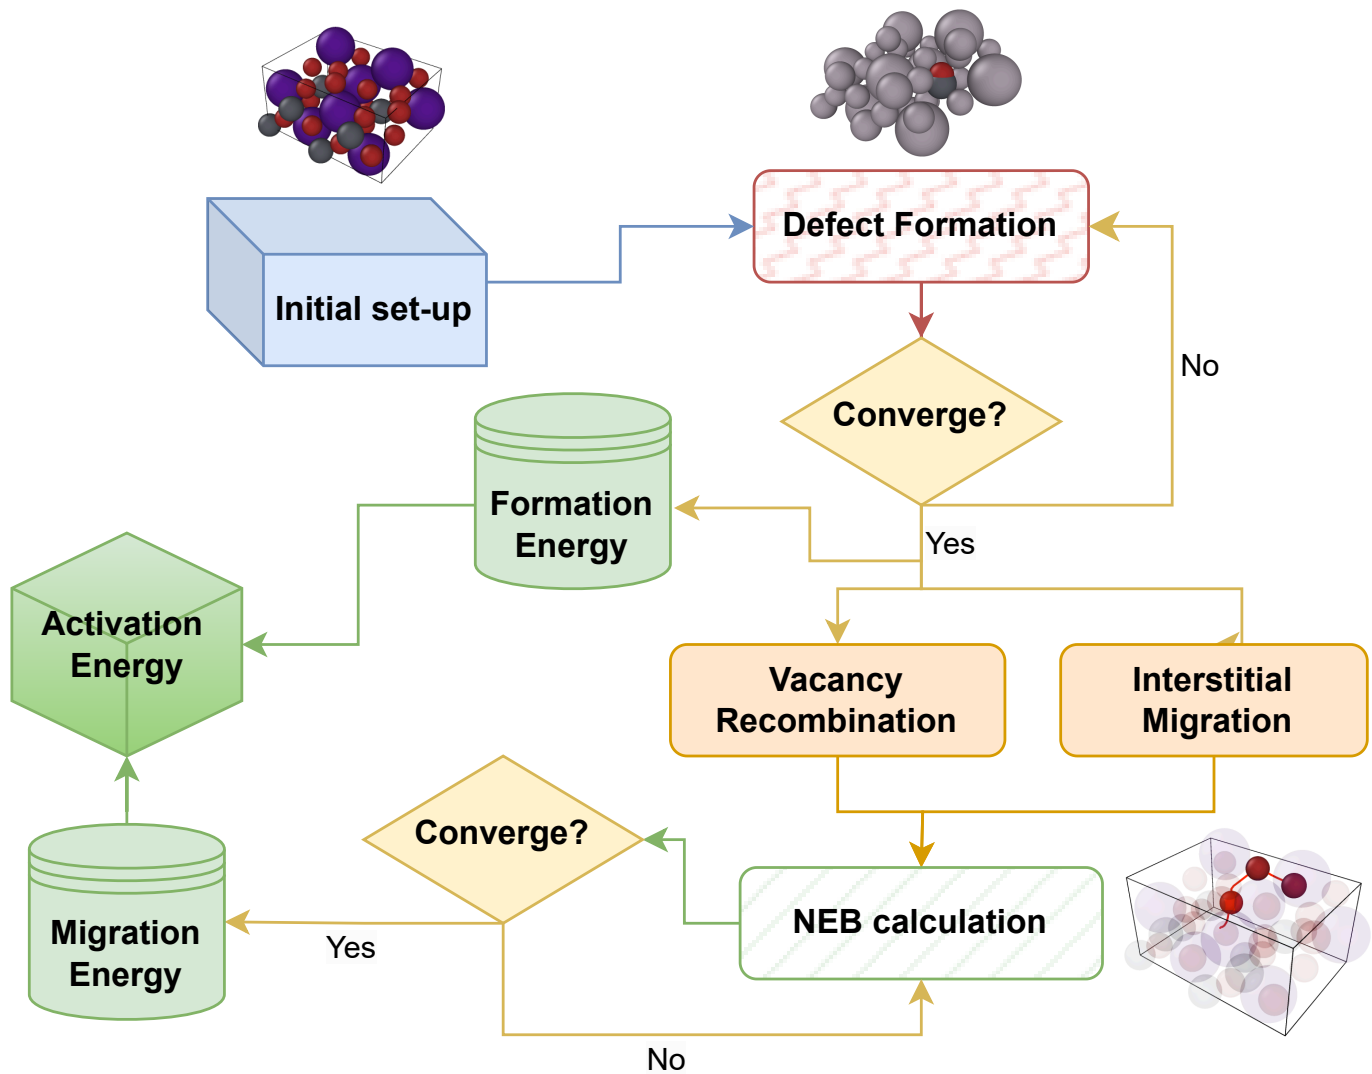 Defect Formation
Initial set-up
No
Converge?
Formation
Energy
Yes
Activation
Energy
Vacancy
Recombination
Interstitial
Migration
Converge?
NEB calculation
Migration
Energy
Yes
No